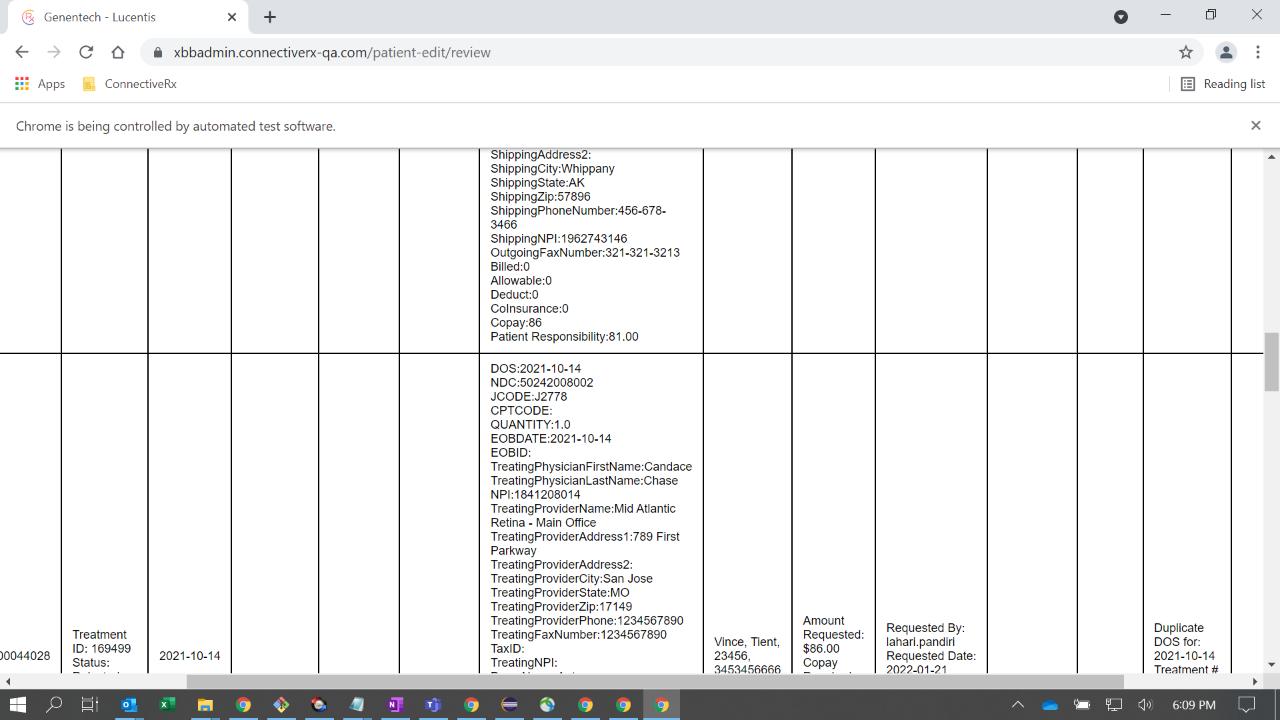 Genentech - Lucentis
xbbadmin.connectiverx-qa.com/patient-edit/review
Apps
ConnectiveRx
Reading list
Chrome is being controlled by automated test software.
ShippingAddress2:
ShippingCity:Whippany
ShippingState:AK
ShippingZip:57896
ShippingPhoneNumber:456-678-
3466
ShippingNPI:1962743146
OutgoingFaxNumber:321-321-3213
Billed:0
Allowable:0
Deduct:0
CoInsurance:0
Copay:86
Patient Responsibility:81.00
DOS:2021-10-14
NDC:50242008002
JCODE:J2778
CPTCODE:
QUANTITY:1.0
EOBDATE:2021-10-14
EOBID:
TreatingPhysicianFirstName:Candace
TreatingPhysicianLastName:Chase
NPI:1841208014
TreatingProviderName:Mid Atlantic
Retina - Main Office
TreatingProviderAddress1:789 First
Parkway
TreatingProviderAddress2:
TreatingProviderCity:San Jose
TreatingProviderState:MO
TreatingProviderZip:17149
TreatingProviderPhone:1234567890
TreatingFaxNumber:1234567890
TaxID:
TreatingNPI:
00044028
Treatment
ID: 169499
Status:
2021-10-14
Vince, Tient,
23456,
3453456666
Amount
Requested:
$86.00
Copay
Requested By:
lahari.pandiri
Requested Date:
2022-01-21
Duplicate
DOS for:
2021-10-14
Treatment #
6:09 PM